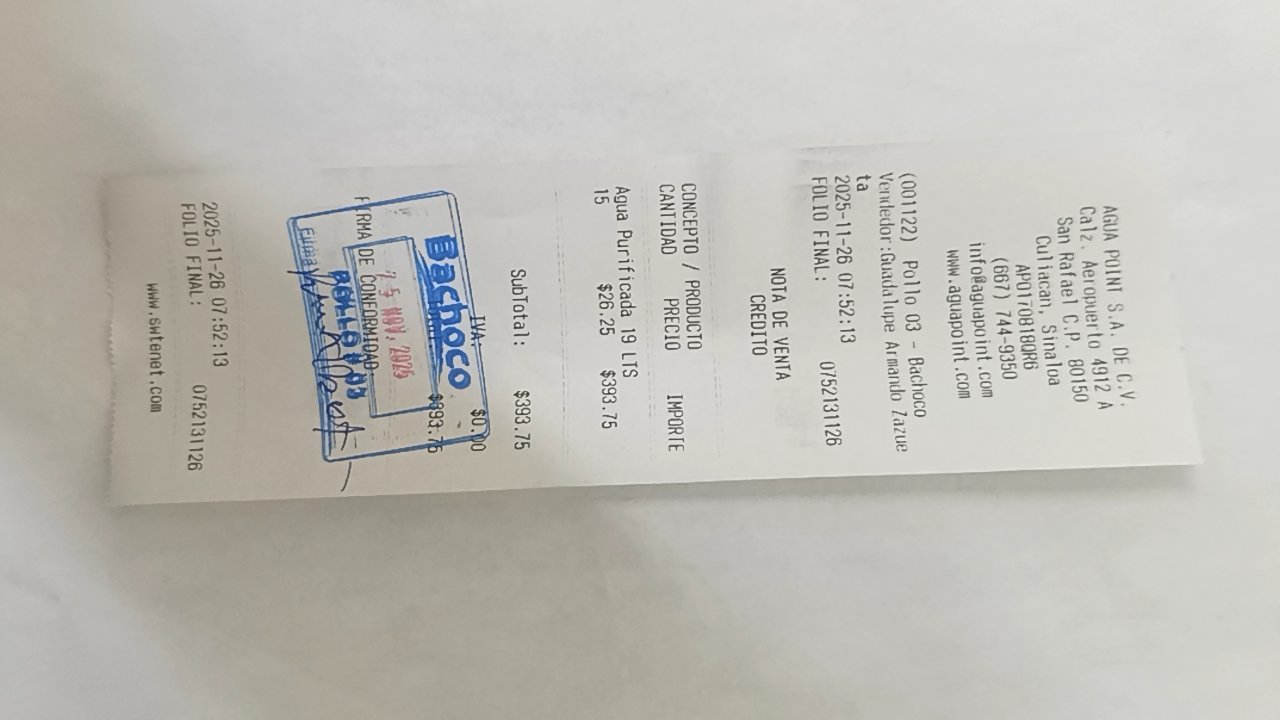 AGUA POINT S.A. DE C.V.
Calz. Aeropuerto 4912 A
San Rafael C.P. 80150
Culiacan, Sinaloa
APO170818QR6
(667) 744-9350
info@aguapoint.com
www.aguapoint.com
(001122) Pollo 03 - Bachoco
Vendedor:Guadalupe Armando Zazue
ta
2025-11-26 07:52:13
FOLIO FINAL: 0752131126
NOTA DE VENTA
CREDITO
CONCEPTO / PRODUCTO
CANTIDAD PRECIO IMPORTE
Agua Purificada 19 LTS
15 $26.25 $393.75
SubTotal: $393.75
IVA: $0.00
$393.75
Bachoco
NOV. 2025
POLLO 03
FIRMA DE CONFORMIDAD
Firma
2025-11-26 07:52:13
FOLIO FINAL: 0752131126
www.swtenet.com